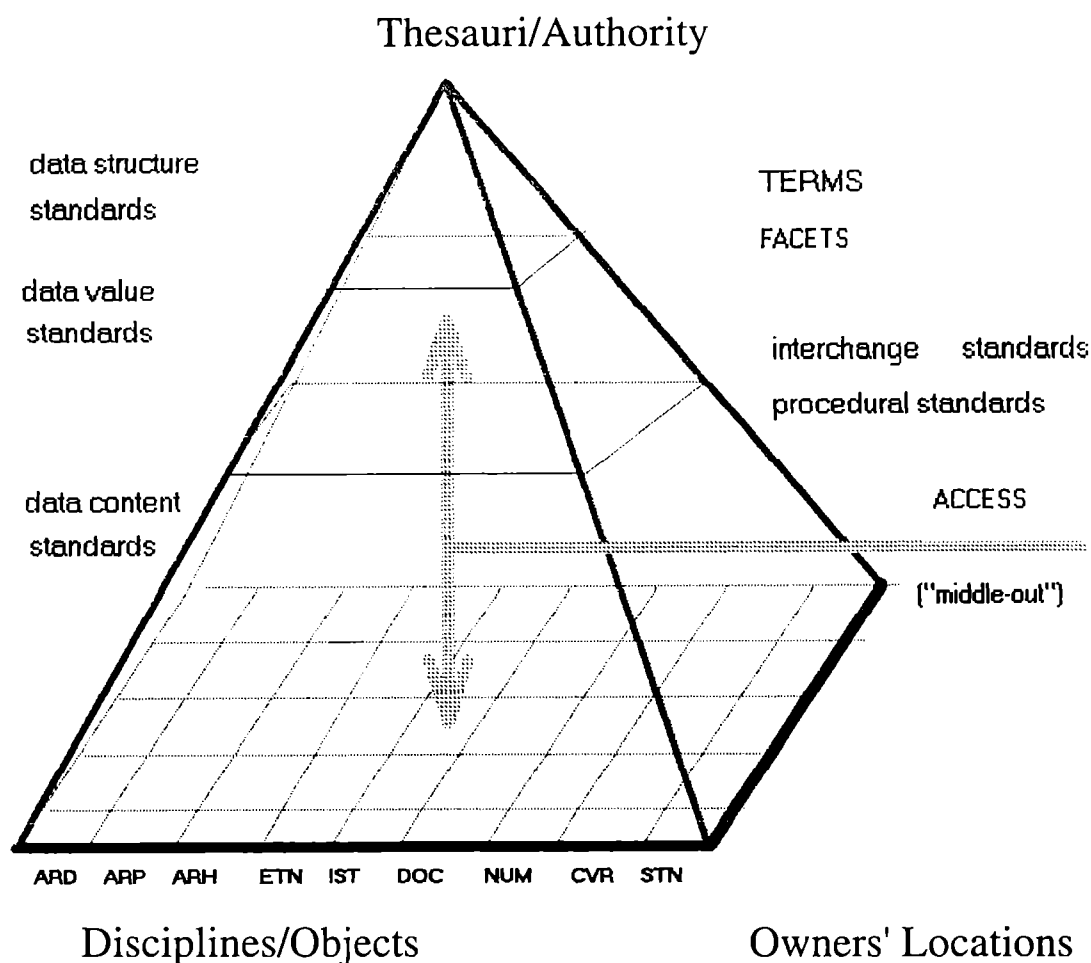 Thesauri/Authority
data structure
standards
TERMS
FACETS
data value
standards
interchange standards
procedural standards
data content
standards
ACCESS
("middle-out")
ARD ARP ARH ETN IST DOC NUM CVR STN
Disciplines/Objects
Owners' Locations